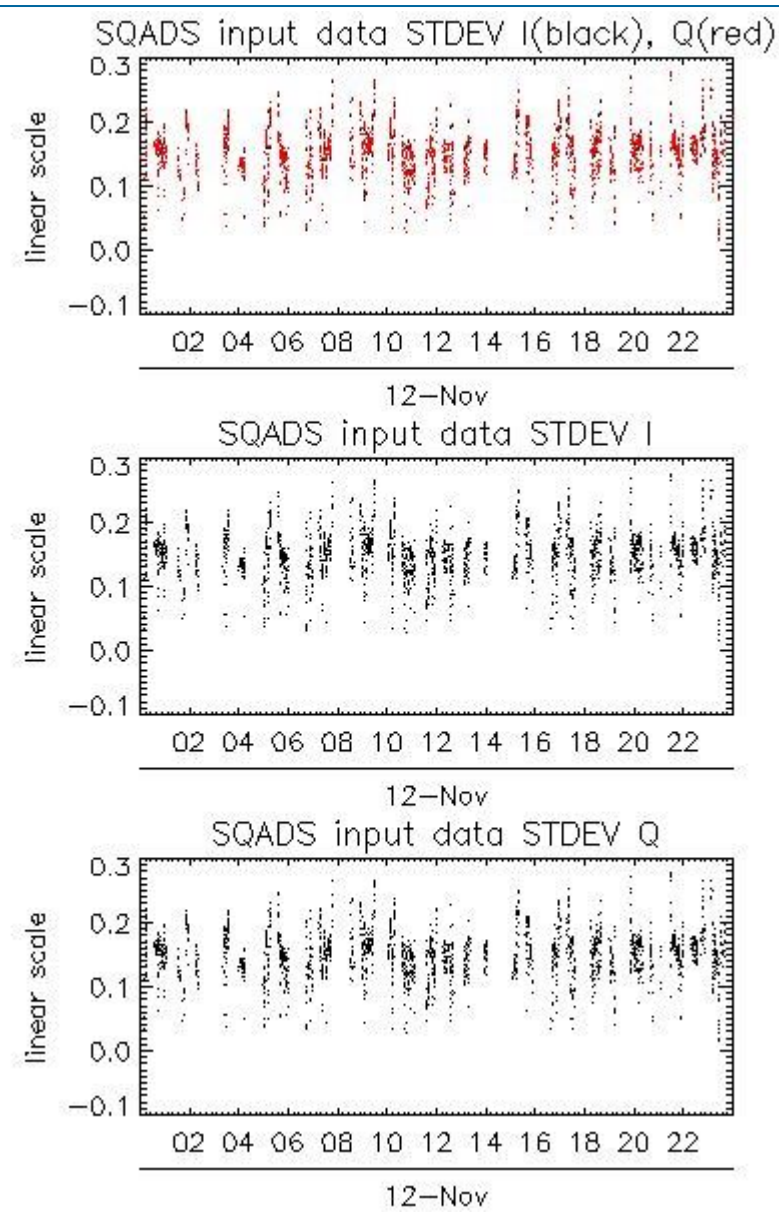 SQADS input data STDEV I(black), Q(red)
0.3
0.2
0.1
0.0
−0.1
linear scale
02 04 06 08 10 12 14 16 18 20 22
12−Nov
SQADS input data STDEV I
0.3
0.2
0.1
0.0
−0.1
linear scale
02 04 06 08 10 12 14 16 18 20 22
12−Nov
SQADS input data STDEV Q
0.3
0.2
0.1
0.0
−0.1
linear scale
02 04 06 08 10 12 14 16 18 20 22
12−Nov